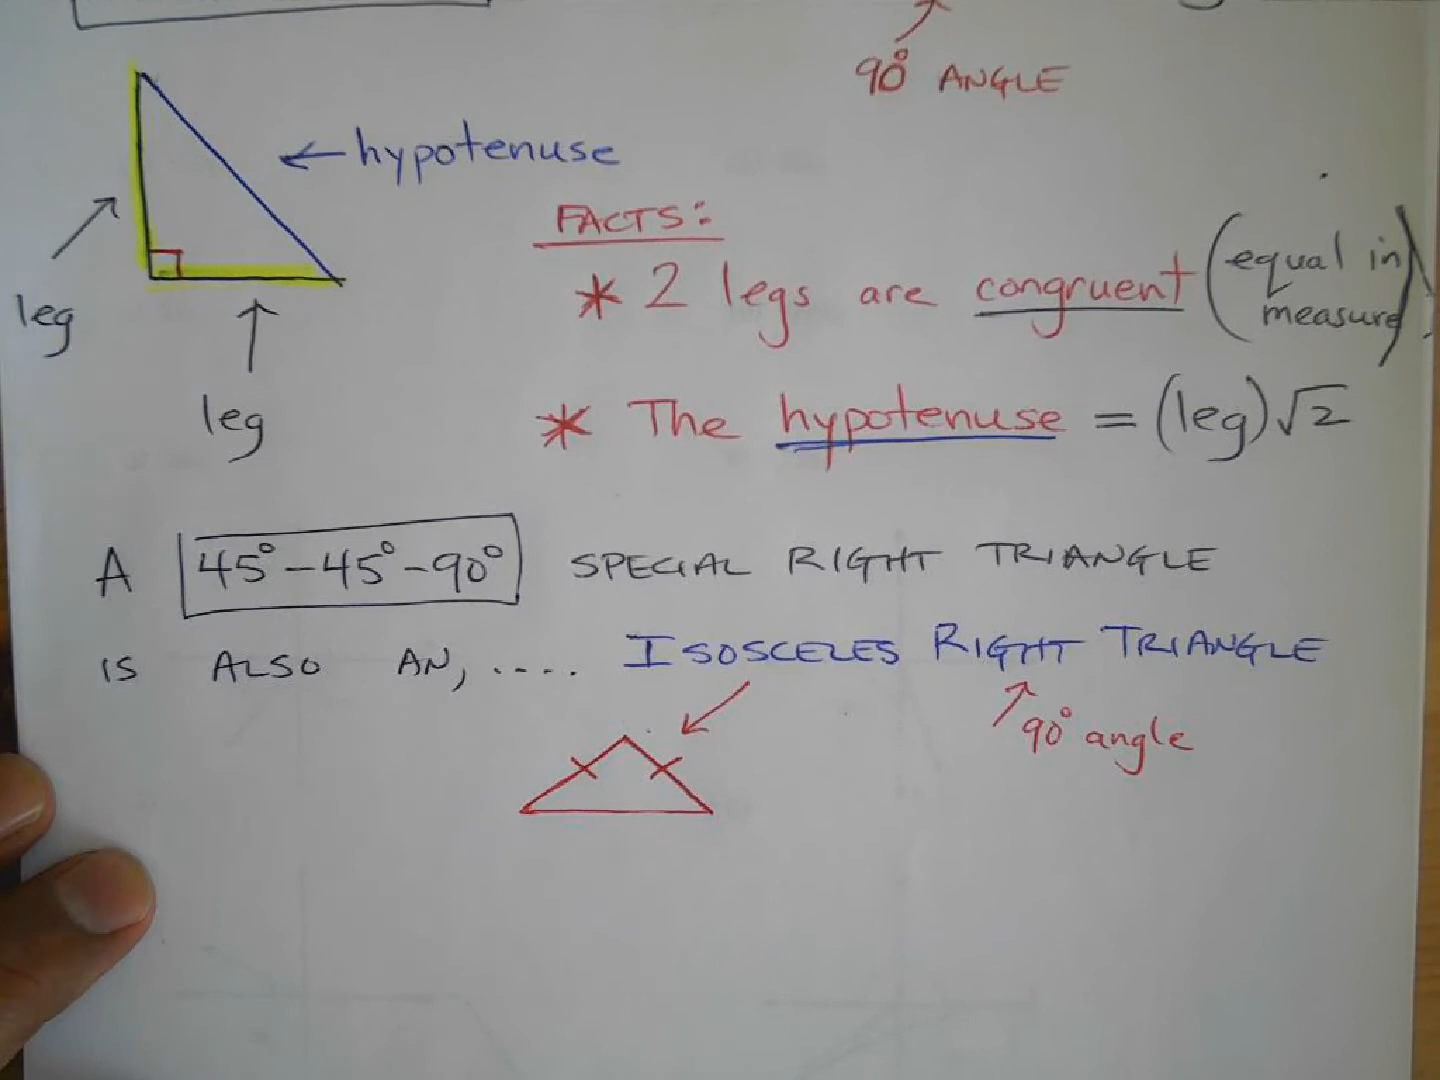 90° ANGLE
←hypotenuse
leg
leg
FACTS:
* 2 legs are congruent (equal in measure)
* The hypotenuse = (leg)√2
A 45°-45°-90° SPECIAL RIGHT TRIANGLE
IS ALSO AN, ..... ISOSCELES RIGHT TRIANGLE
90° angle